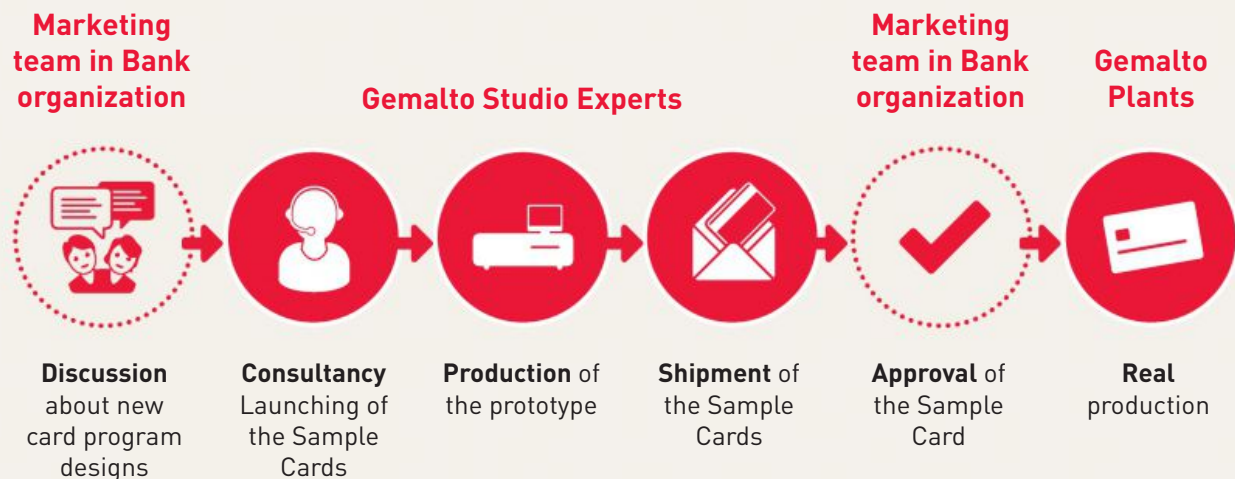 Marketing
team in Bank
organization
Gemalto Studio Experts
Marketing
team in Bank
organization
Gemalto
Plants
Discussion
about new
card program
designs
Consultancy
Launching of
the Sample
Cards
Production of
the prototype
Shipment of
the Sample
Cards
Approval of
the Sample
Card
Real
production